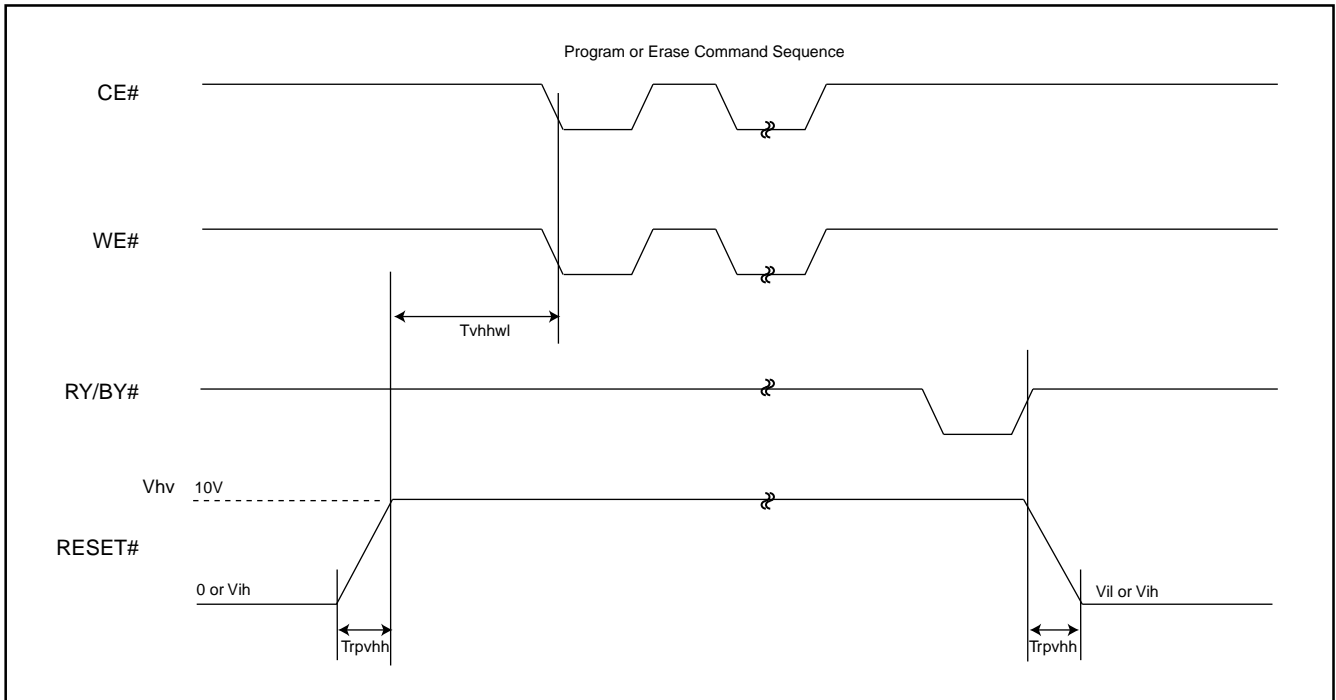 Program or Erase Command Sequence
CE#
WE#
Tvhhwl
RY/BY#
Vhv 10V
RESET#
0 or Vih
Vil or Vih
Trpvhh
Trpvhh